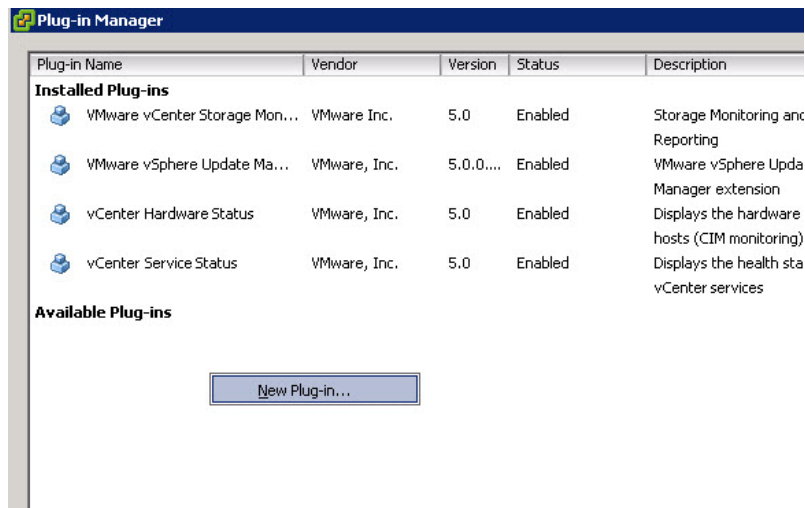 Plug-in Manager
Plug-in Name Vendor Version Status Description
Installed Plug-ins
VMware vCenter Storage Mon... VMware Inc. 5.0 Enabled Storage Monitoring and
Reporting
VMware vSphere Update Ma... VMware, Inc. 5.0.0.... Enabled VMware vSphere Upda
Manager extension
vCenter Hardware Status VMware, Inc. 5.0 Enabled Displays the hardware
hosts (CIM monitoring)
vCenter Service Status VMware, Inc. 5.0 Enabled Displays the health sta
vCenter services
Available Plug-ins
New Plug-in...